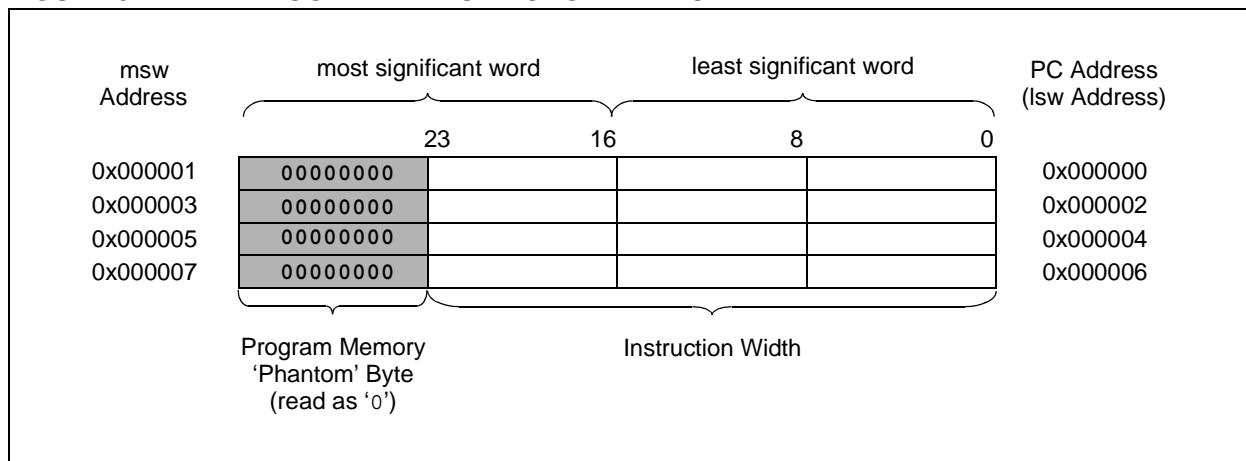 msw
Address
most significant word
least significant word
PC Address
(lsw Address)
23
16
8
0
0x000001
00000000
0x000000
0x000003
00000000
0x000002
0x000005
00000000
0x000004
0x000007
00000000
0x000006
Program Memory
‘Phantom’ Byte
(read as ‘0’)
Instruction Width